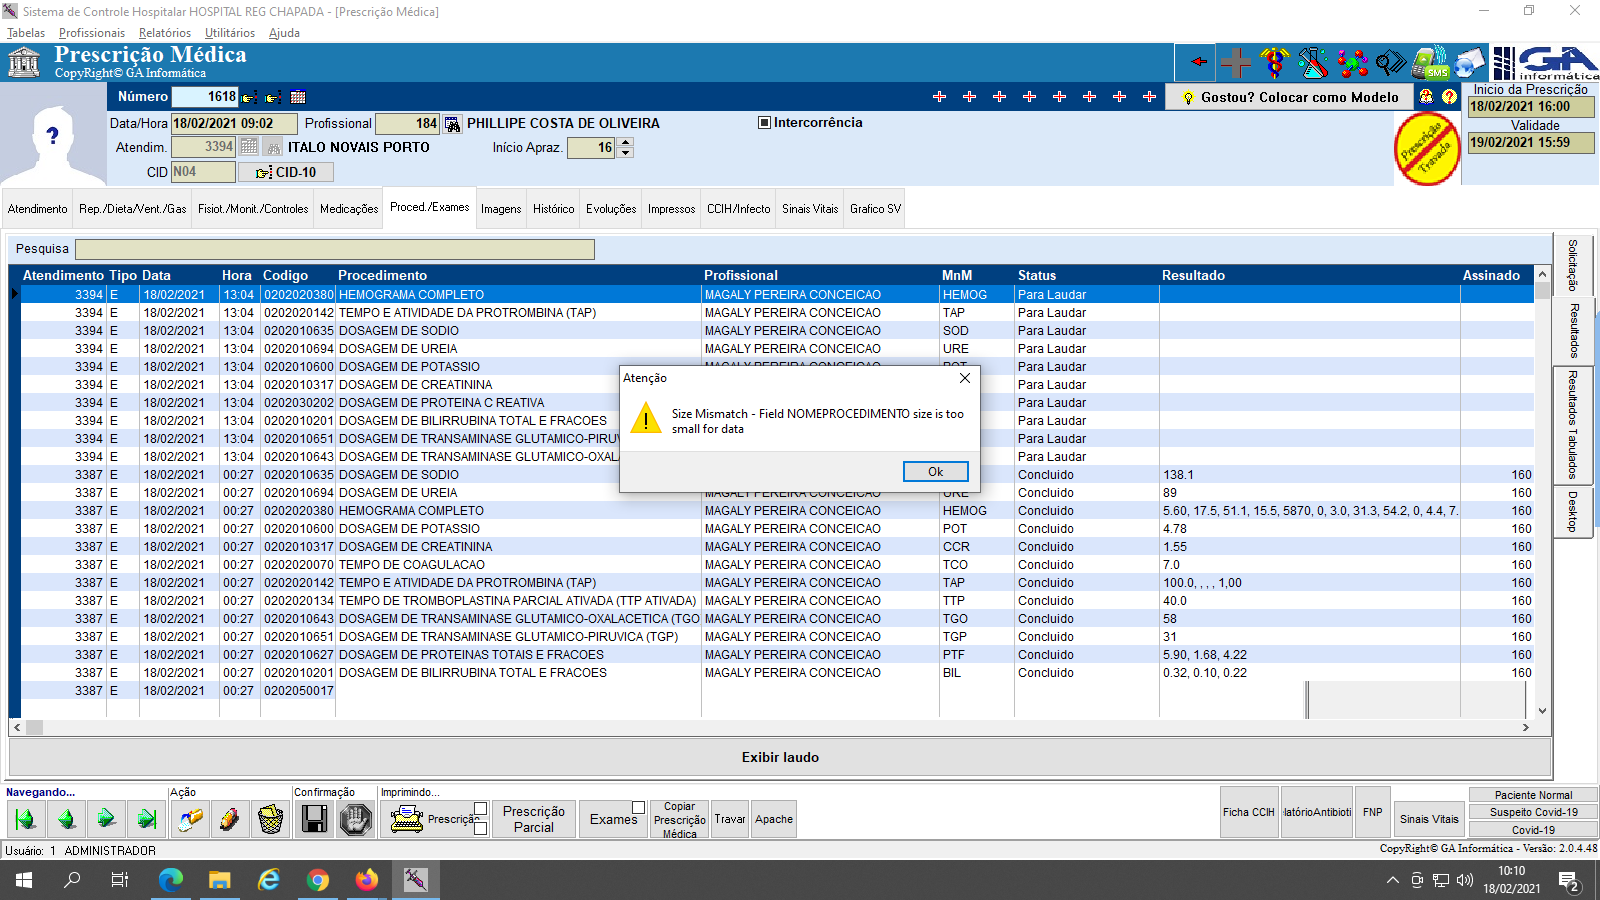 Sistema de Controle Hospitalar HOSPITAL REG CHAPADA - [Prescrição Médica]
Tabelas Profissionais Relatórios Utilitários Ajuda
Prescrição Médica
CopyRight© GA Informática
SMS
GA
informática
Número 1618
Gostou? Colocar como Modelo
Inicio da Prescrição
18/02/2021 16:00
Validade
19/02/2021 15:59
Data/Hora 18/02/2021 09:02 Profissional 184 PHILLIPE COSTA DE OLIVEIRA
Intercorrência
Atendim. 3394 ITALO NOVAIS PORTO Início Apraz. 16
CID N04 CID-10
Prescrição
Travada
Atendimento Rep./Dieta/Vent./Gas Fisiot./Monit./Controles Medicações Proced./Exames Imagens Histórico Evoluções Impressos CCIH/Infecto Sinais Vitais Grafico SV
Pesquisa
Atendimento Tipo Data Hora Codigo Procedimento Profissional MnM Status Resultado Assinado
3394 E 18/02/2021 13:04 0202020380 HEMOGRAMA COMPLETO MAGALY PEREIRA CONCEICAO HEMOG Para Laudar
3394 E 18/02/2021 13:04 0202020142 TEMPO E ATIVIDADE DA PROTROMBINA (TAP) MAGALY PEREIRA CONCEICAO TAP Para Laudar
3394 E 18/02/2021 13:04 0202010635 DOSAGEM DE SODIO MAGALY PEREIRA CONCEICAO SOD Para Laudar
3394 E 18/02/2021 13:04 0202010694 DOSAGEM DE UREIA MAGALY PEREIRA CONCEICAO URE Para Laudar
3394 E 18/02/2021 13:04 0202010600 DOSAGEM DE POTASSIO MAGALY PEREIRA CONCEICAO POT Para Laudar
3394 E 18/02/2021 13:04 0202010317 DOSAGEM DE CREATININA Para Laudar
3394 E 18/02/2021 13:04 0202030202 DOSAGEM DE PROTEINA C REATIVA Para Laudar
3394 E 18/02/2021 13:04 0202010201 DOSAGEM DE BILIRRUBINA TOTAL E FRACOES Para Laudar
3394 E 18/02/2021 13:04 0202010651 DOSAGEM DE TRANSAMINASE GLUTAMICO-PIRUV Para Laudar
3394 E 18/02/2021 13:04 0202010643 DOSAGEM DE TRANSAMINASE GLUTAMICO-OXALA Para Laudar
3387 E 18/02/2021 00:27 0202010635 DOSAGEM DE SODIO Concluido 138.1 160
3387 E 18/02/2021 00:27 0202010694 DOSAGEM DE UREIA MAGALY PEREIRA CONCEICAO URE Concluido 89 160
3387 E 18/02/2021 00:27 0202020380 HEMOGRAMA COMPLETO MAGALY PEREIRA CONCEICAO HEMOG Concluido 5.60, 17.5, 51.1, 15.5, 5870, 0, 3.0, 31.3, 54.2, 0, 4.4, 7. 160
3387 E 18/02/2021 00:27 0202010600 DOSAGEM DE POTASSIO MAGALY PEREIRA CONCEICAO POT Concluido 4.78 160
3387 E 18/02/2021 00:27 0202010317 DOSAGEM DE CREATININA MAGALY PEREIRA CONCEICAO CCR Concluido 1.55 160
3387 E 18/02/2021 00:27 0202020070 TEMPO DE COAGULACAO MAGALY PEREIRA CONCEICAO TCO Concluido 7.0 160
3387 E 18/02/2021 00:27 0202020142 TEMPO E ATIVIDADE DA PROTROMBINA (TAP) MAGALY PEREIRA CONCEICAO TAP Concluido 100.0, , , , 1,00 160
3387 E 18/02/2021 00:27 0202020134 TEMPO DE TROMBOPLASTINA PARCIAL ATIVADA (TTP ATIVADA) MAGALY PEREIRA CONCEICAO TTP Concluido 40.0 160
3387 E 18/02/2021 00:27 0202010643 DOSAGEM DE TRANSAMINASE GLUTAMICO-OXALACETICA (TGO MAGALY PEREIRA CONCEICAO TGO Concluido 58 160
3387 E 18/02/2021 00:27 0202010651 DOSAGEM DE TRANSAMINASE GLUTAMICO-PIRUVICA (TGP) MAGALY PEREIRA CONCEICAO TGP Concluido 31 160
3387 E 18/02/2021 00:27 0202010627 DOSAGEM DE PROTEINAS TOTAIS E FRACOES MAGALY PEREIRA CONCEICAO PTF Concluido 5.90, 1.68, 4.22 160
3387 E 18/02/2021 00:27 0202010201 DOSAGEM DE BILIRRUBINA TOTAL E FRACOES MAGALY PEREIRA CONCEICAO BIL Concluido 0.32, 0.10, 0.22 160
3387 E 18/02/2021 00:27 0202050017
Atenção
Size Mismatch - Field NOMEPROCEDIMENTO size is too
small for data
Ok
Solicitação
Resultados
Resultados Tabulados
Desktop
Exibir laudo
Navegando... Ação Confirmação Imprimindo...
Prescriçã
Prescrição
Parcial
Exames
Copiar
Prescrição
Médica
Travar
Apache
Ficha CCIH
latórioAntibioti
FNP
Sinais Vitais
Paciente Normal
Suspeito Covid-19
Covid-19
Usuário: 1 ADMINISTRADOR
CopyRight© GA Informática - Versão: 2.0.4.48
10:10
18/02/2021
2